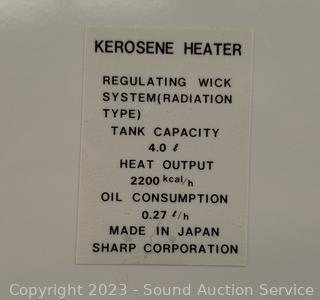 KEROSENE HEATER
REGULATING WICK
SYSTEM(RADIATION
TYPE)
TANK CAPACITY
4.0 ℓ
HEAT OUTPUT
2200 kcal/h
OIL CONSUMPTION
0.27 ℓ/h
MADE IN JAPAN
SHARP CORPORATION
Copyright 2023 - Sound Auction Service